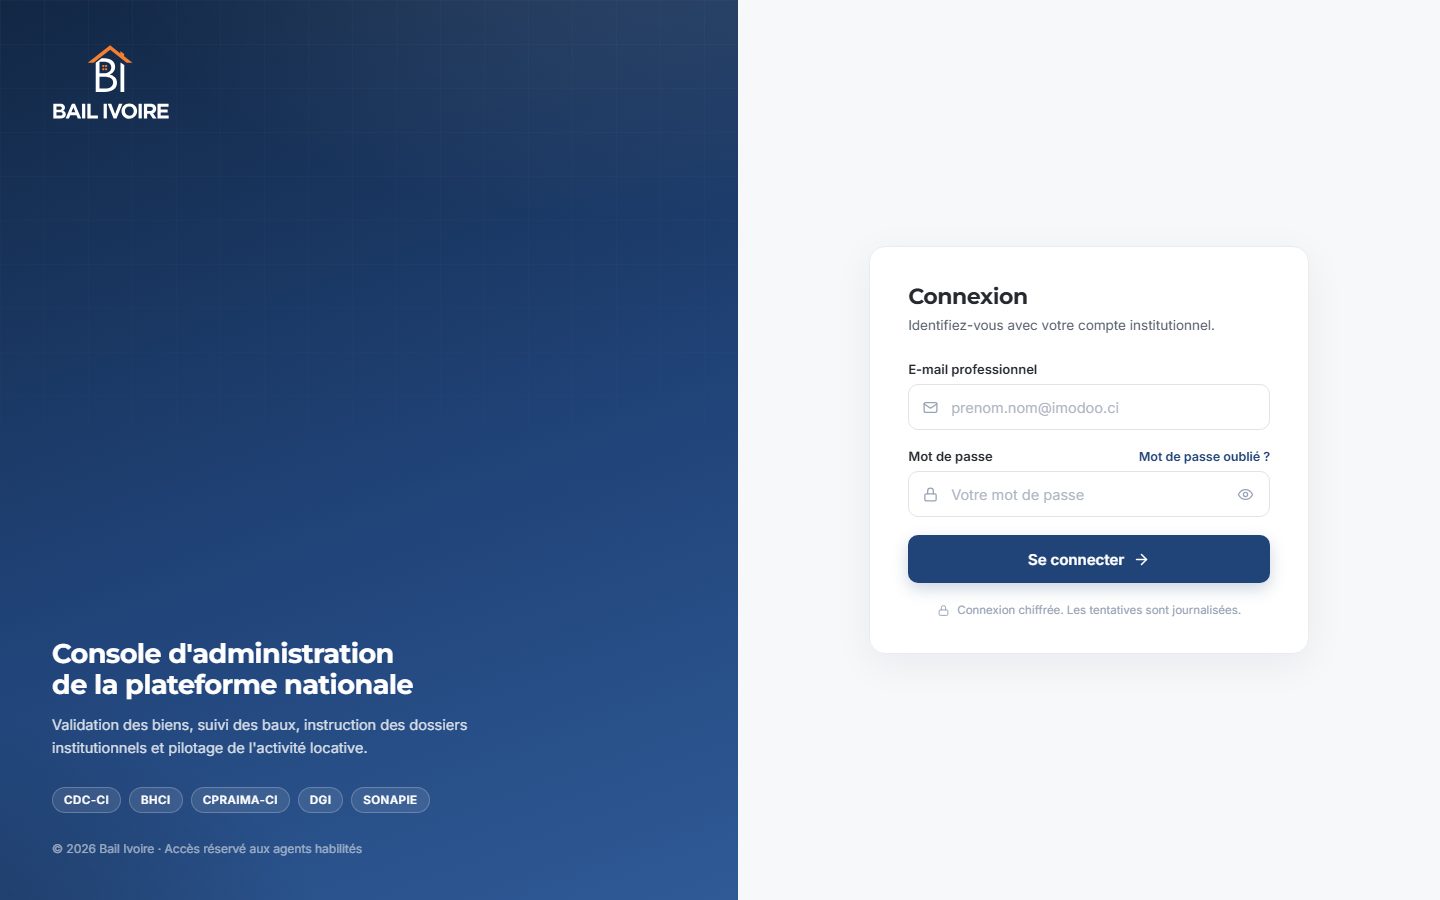 BI
BAIL IVOIRE
Console d'administration
de la plateforme nationale
Validation des biens, suivi des baux, instruction des dossiers
institutionnels et pilotage de l'activité locative.
CDC-CI
BHCI
CPRAIMA-CI
DGI
SONAPIE
© 2026 Bail Ivoire · Accès réservé aux agents habilités
Connexion
Identifiez-vous avec votre compte institutionnel.
E-mail professionnel
prenom.nom@imodoo.ci
Mot de passe
Mot de passe oublié ?
Votre mot de passe
Se connecter
Connexion chiffrée. Les tentatives sont journalisées.